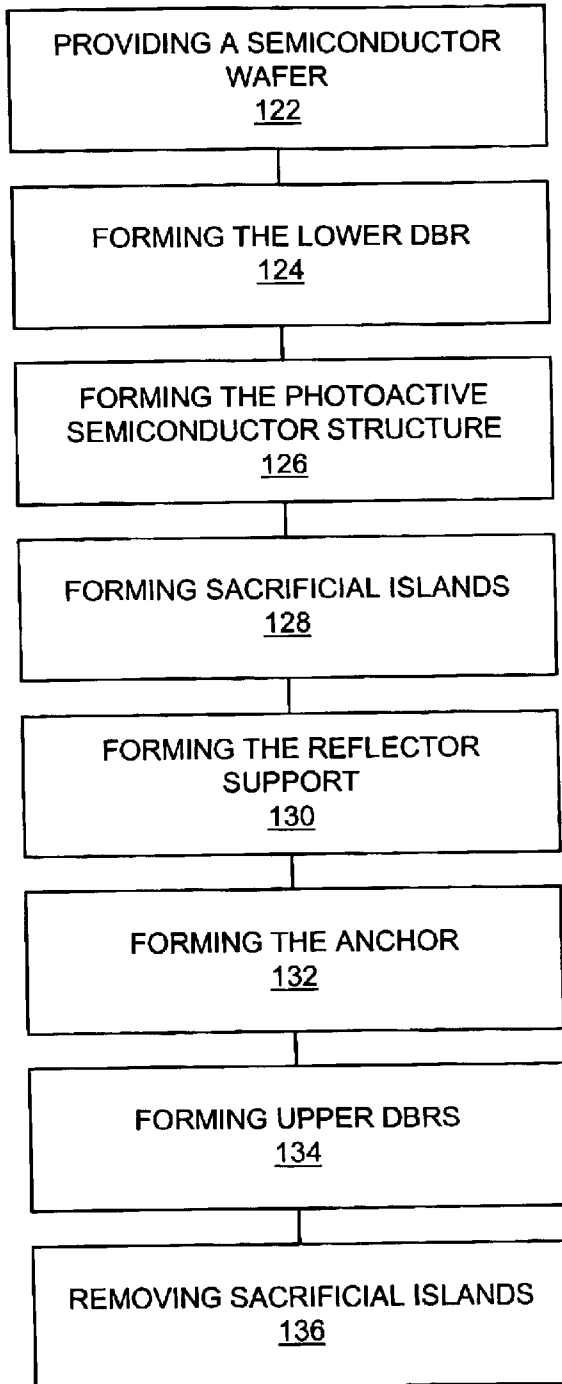 PROVIDING A SEMICONDUCTOR
WAFER
122
FORMING THE LOWER DBR
124
FORMING THE PHOTOACTIVE
SEMICONDUCTOR STRUCTURE
126
FORMING SACRIFICIAL ISLANDS
128
FORMING THE REFLECTOR
SUPPORT
130
FORMING THE ANCHOR
132
FORMING UPPER DBRS
134
REMOVING SACRIFICIAL ISLANDS
136